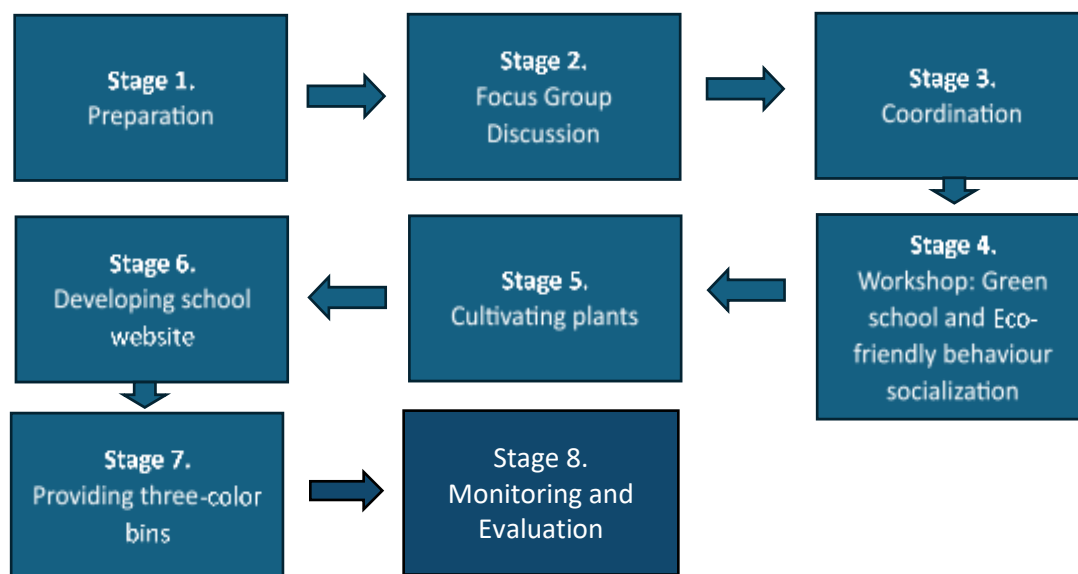 Stage 1.
Preparation
Stage 2.
Focus Group
Discussion
Stage 3.
Coordination
Stage 4.
Workshop: Green
school and Eco-
friendly behaviour
socialization
Stage 5.
Cultivating plants
Stage 6.
Developing school
website
Stage 7.
Providing three-color
bins
Stage 8.
Monitoring and
Evaluation